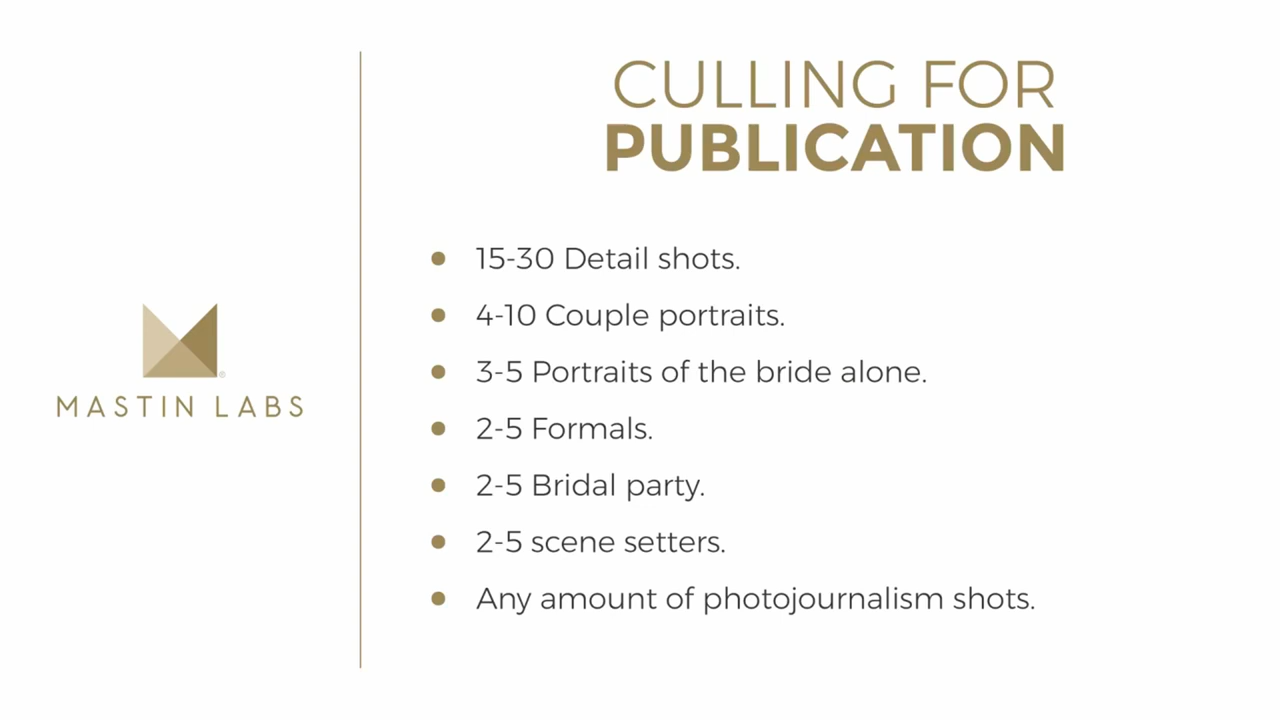 CULLING FOR
PUBLICATION
15-30 Detail shots.
4-10 Couple portraits.
3-5 Portraits of the bride alone.
2-5 Formals.
2-5 Bridal party.
2-5 scene setters.
Any amount of photojournalism shots.
MASTIN LABS